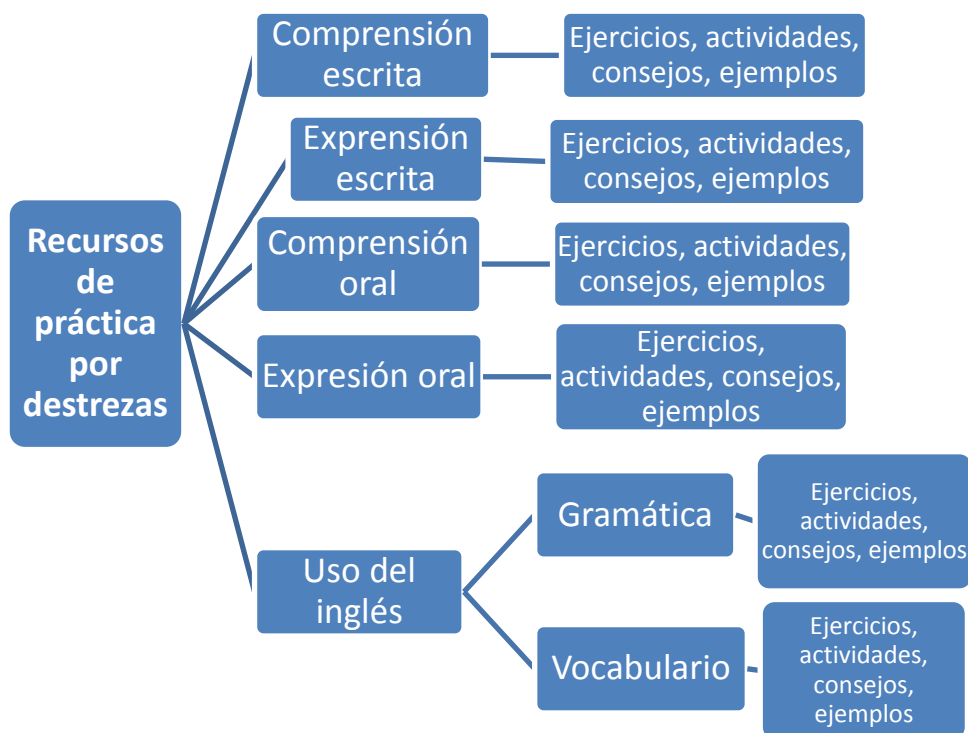 Recursos
de
práctica
por
destrezas
Comprensión
escrita
Ejercicios, actividades,
consejos, ejemplos
Exprensión
escrita
Ejercicios, actividades,
consejos, ejemplos
Comprensión
oral
Ejercicios, actividades,
consejos, ejemplos
Expresión oral
Ejercicios,
actividades, consejos,
ejemplos
Uso del
inglés
Gramática
Ejercicios,
actividades,
consejos, ejemplos
Vocabulario
Ejercicios,
actividades,
consejos,
ejemplos